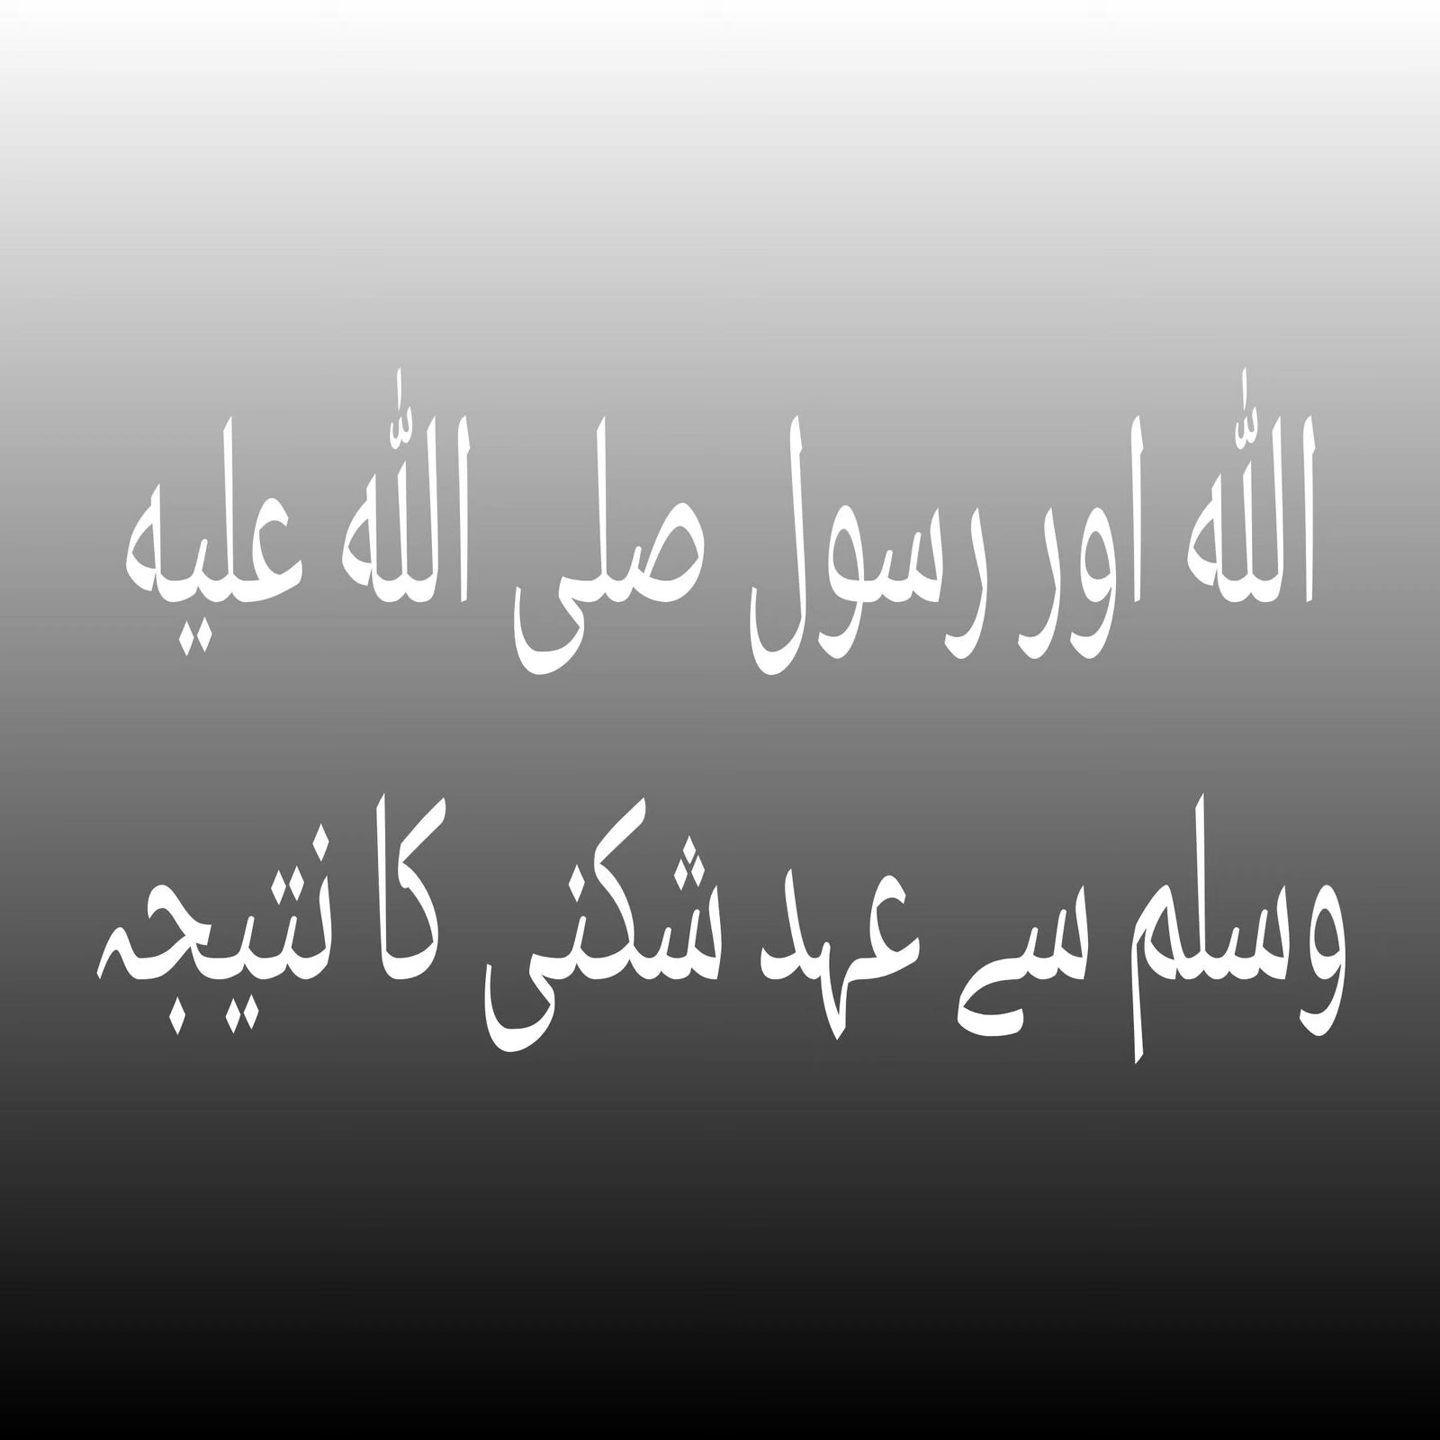 اللہ اور رسول صلی اللہ علیہ
وسلم سے عہد شکنی کا نتیجہ